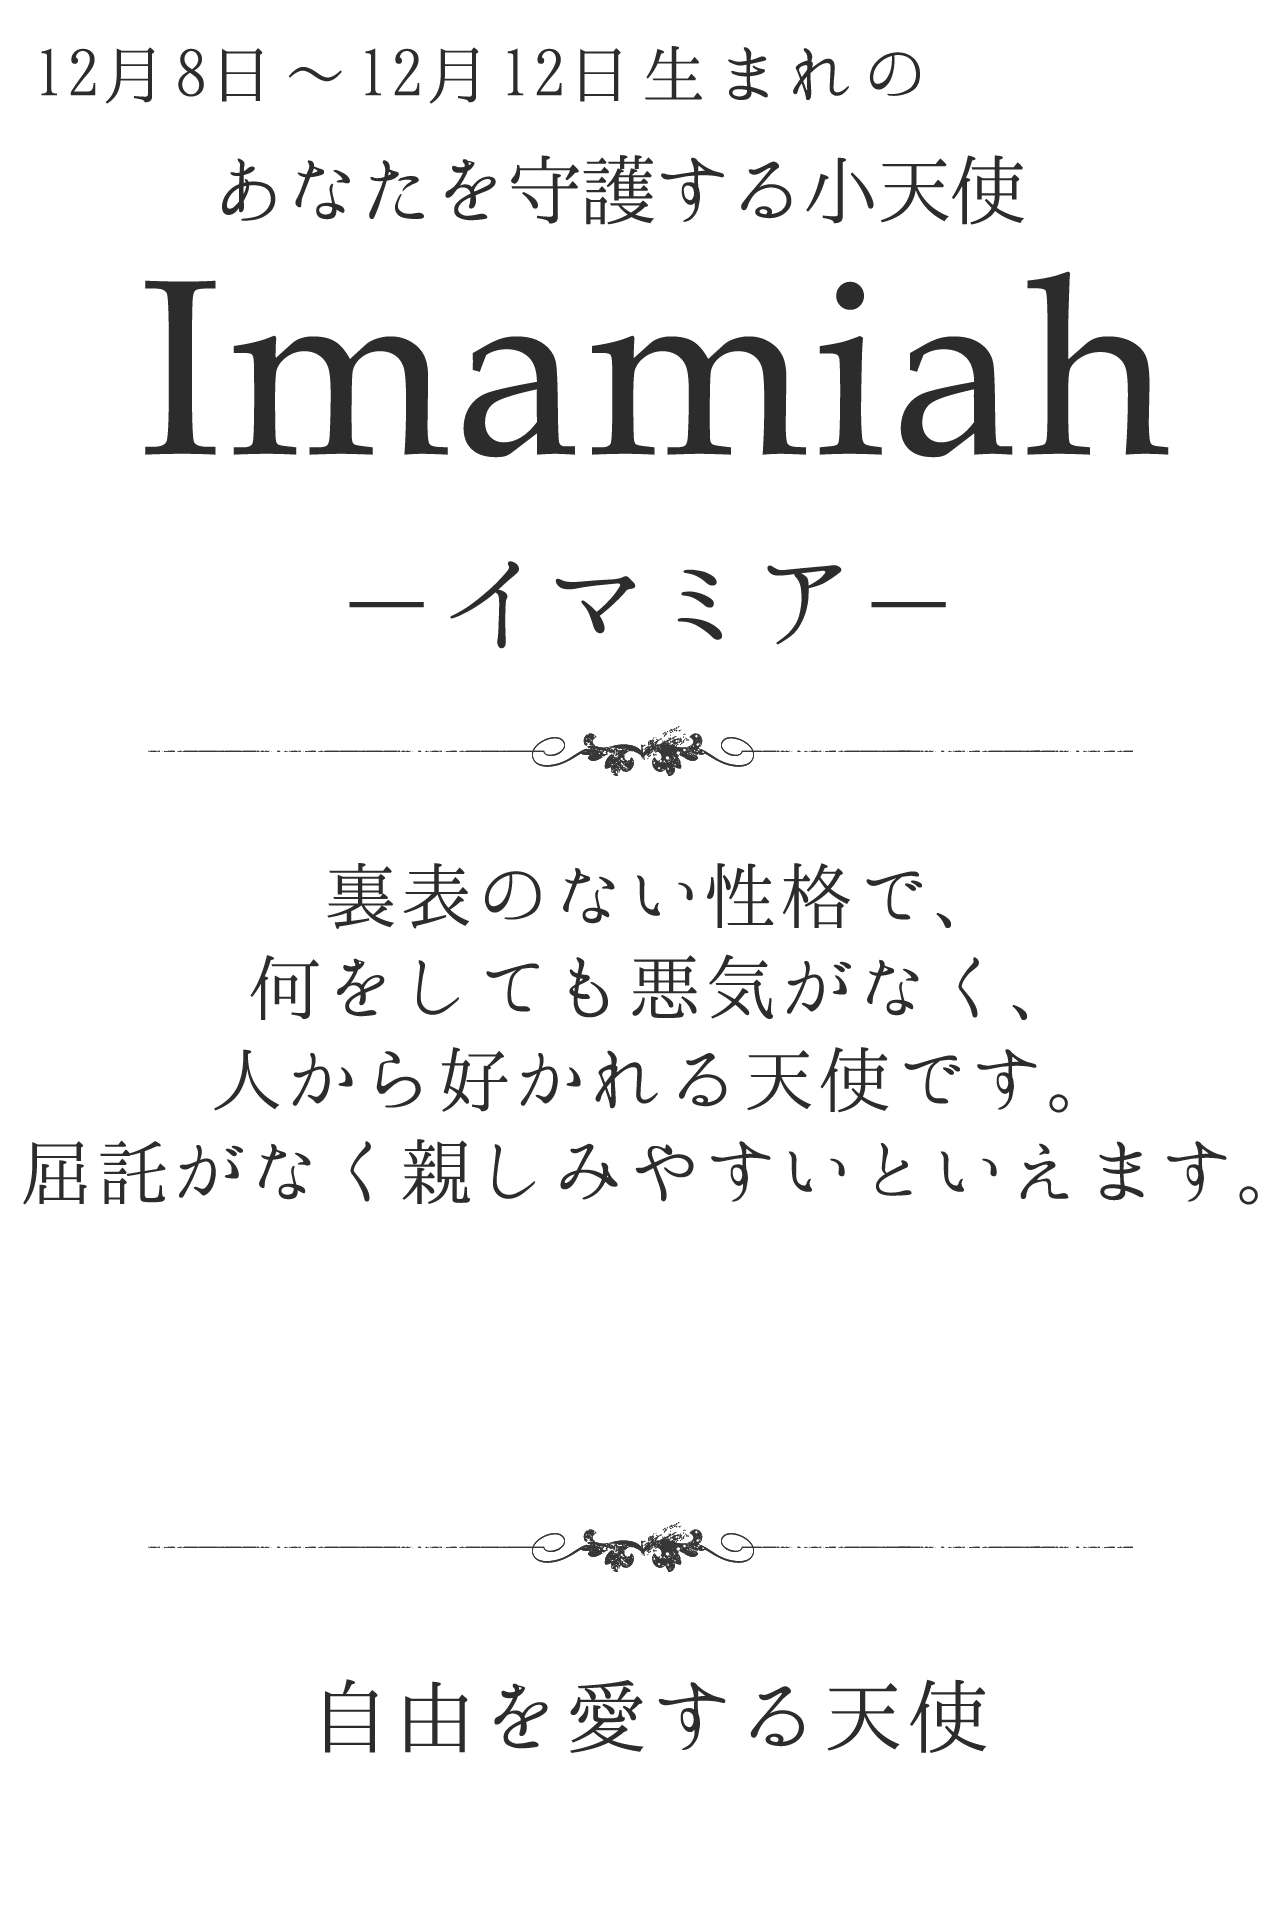 12月8日～12月12日生まれの
あなたを守護する小天使
Imamiah
―イマミア―
裏表のない性格で、
何をしても悪気がなく、
人から好かれる天使です。
屈託がなく親しみやすいといえます。
自由を愛する天使